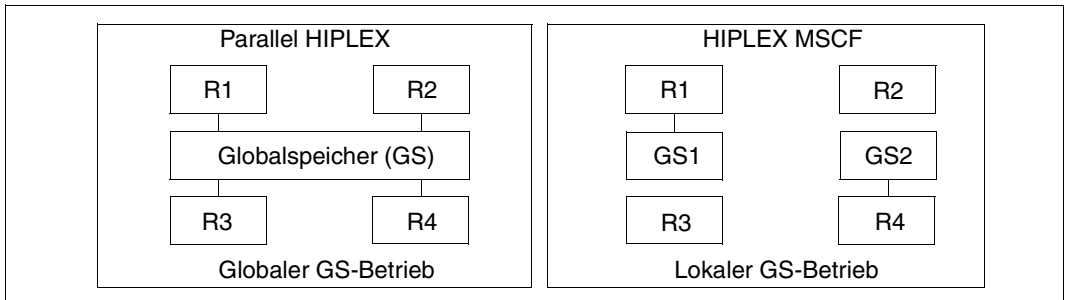 Parallel HIPLEX
R1 R2
Globalspeicher (GS)
R3 R4
Globaler GS-Betrieb
HIPLEX MSCF
R1 R2
GS1 GS2
R3 R4
Lokaler GS-Betrieb